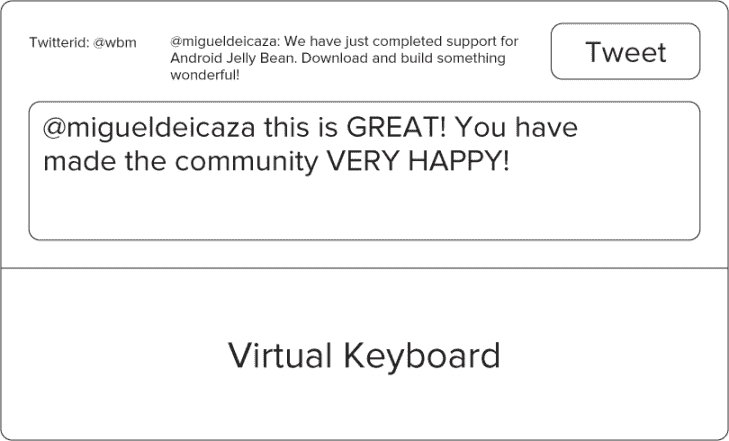 Twitterid: @wbm
@migueldeicaza: We have just completed support for
Android Jelly Bean. Download and build something
wonderful!
Tweet
@migueldeicaza this is GREAT! You have
made the community VERY HAPPY!
Virtual Keyboard